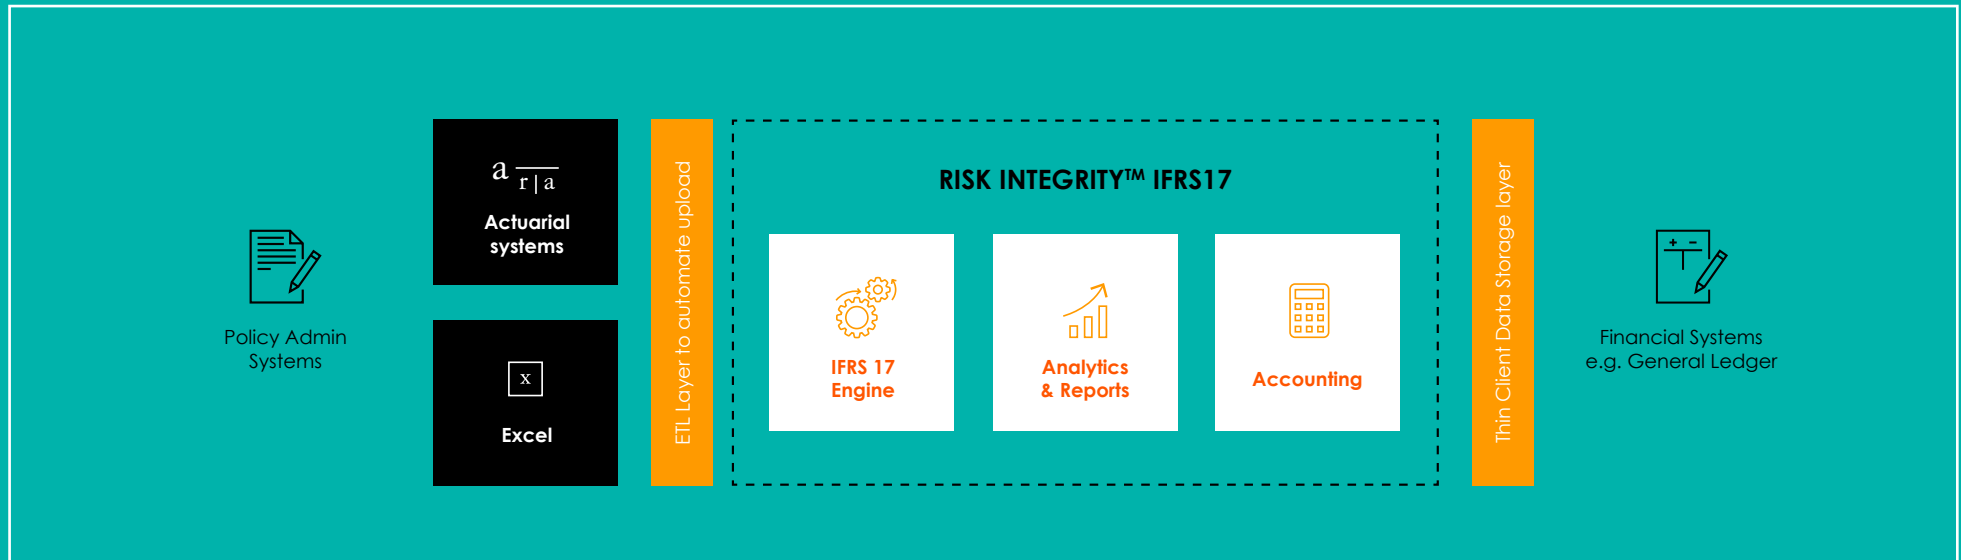 Policy Admin
Systems
a
r | a
Actuarial
systems
x
Excel
ETL Layer to automate upload
RISK INTEGRITY™ IFRS17
IFRS 17
Engine
Analytics
& Reports
Accounting
Thin Client Data Storage layer
+ -
Financial Systems
e.g. General Ledger